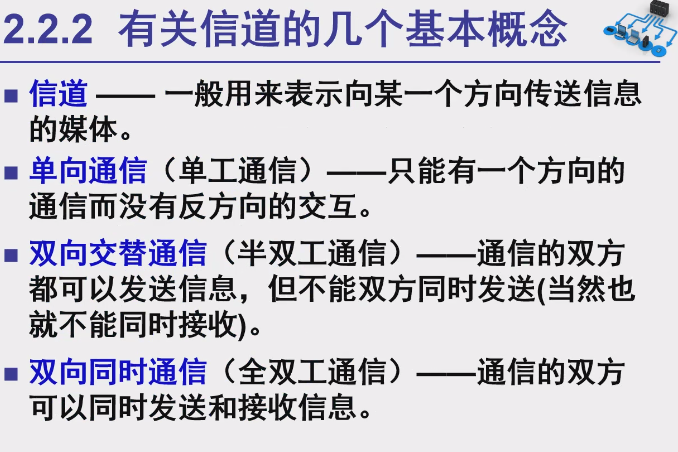 2.2.2 有关信道的几个基本概念
■ 信道 —— 一般用来表示向某一个方向传送信息
的媒体。
■ 单向通信（单工通信）——只能有一个方向的
通信而没有反方向的交互。
■ 双向交替通信（半双工通信）——通信的双方
都可以发送信息，但不能双方同时发送(当然也
就不能同时接收)。
■ 双向同时通信（全双工通信）——通信的双方
可以同时发送和接收信息。